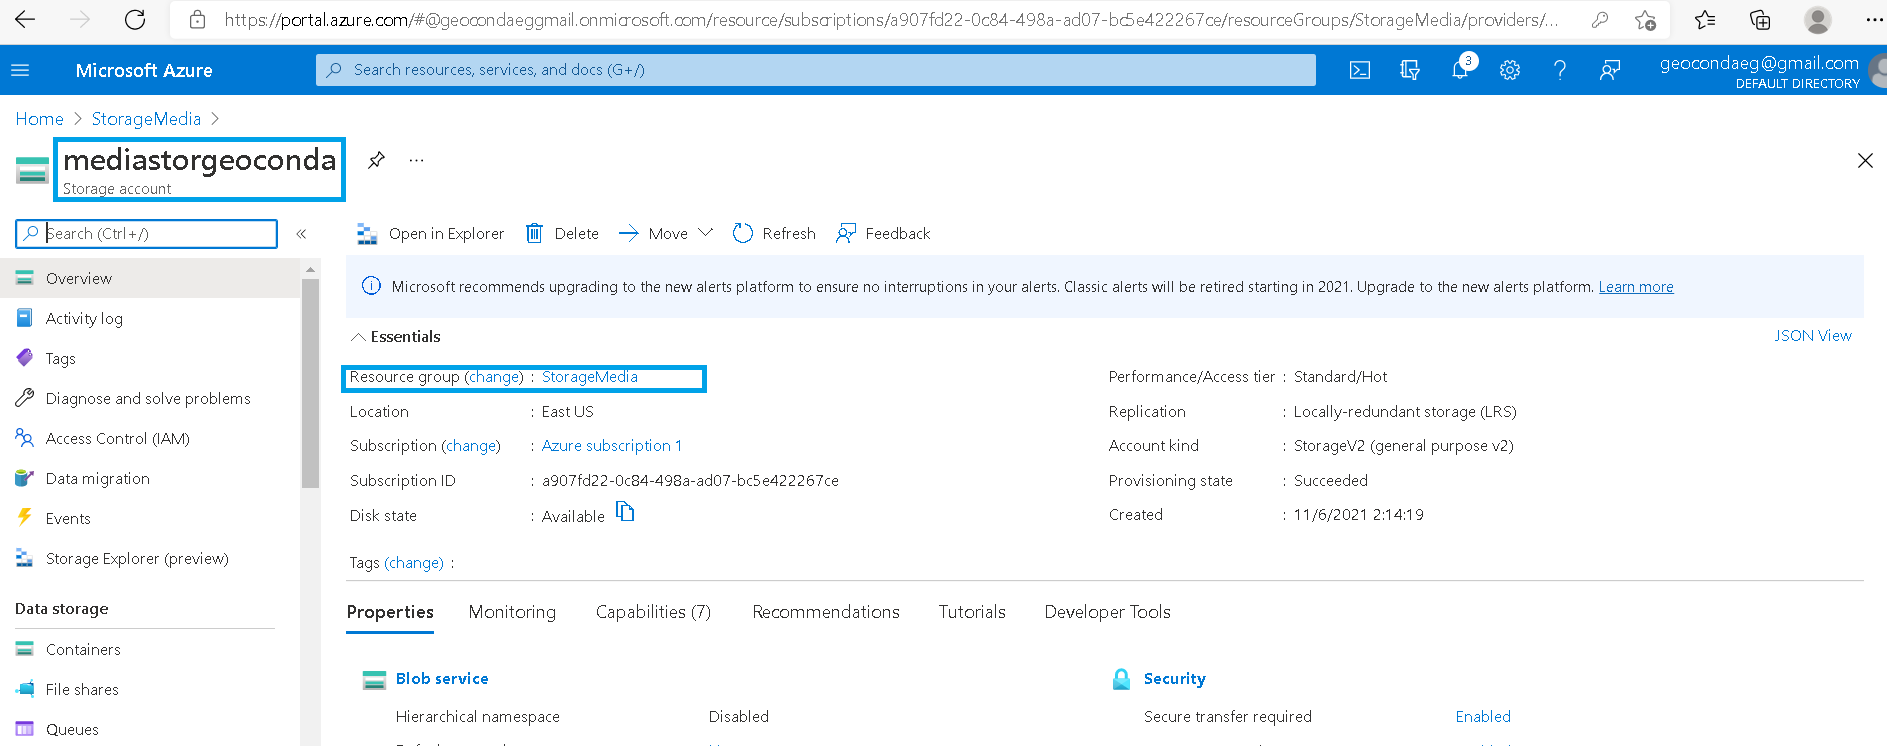 https://portal.azure.com/#@geocondaeggmail.onmicrosoft.com/resource/subscriptions/a907fd22-0c84-498a-ad07-bc5e422267ce/resourceGroups/StorageMedia/providers/...
Microsoft Azure
Search resources, services, and docs (G+/)
3
geocondaeg@gmail.com
DEFAULT DIRECTORY
Home > StorageMedia >
mediastorgeoconda
Storage account
Search (Ctrl+/)
«
Open in Explorer Delete Move Refresh Feedback
Overview
Activity log
Tags
Diagnose and solve problems
Access Control (IAM)
Data migration
Events
Storage Explorer (preview)
Data storage
Containers
File shares
Queues
Microsoft recommends upgrading to the new alerts platform to ensure no interruptions in your alerts. Classic alerts will be retired starting in 2021. Upgrade to the new alerts platform. Learn more
Essentials
JSON View
Resource group (change) : StorageMedia
Location : East US
Subscription (change) : Azure subscription 1
Subscription ID : a907fd22-0c84-498a-ad07-bc5e422267ce
Disk state : Available
Performance/Access tier : Standard/Hot
Replication : Locally-redundant storage (LRS)
Account kind : StorageV2 (general purpose v2)
Provisioning state : Succeeded
Created : 11/6/2021 2:14:19
Tags (change) :
Properties Monitoring Capabilities (7) Recommendations Tutorials Developer Tools
Blob service
Hierarchical namespace Disabled
Security
Secure transfer required Enabled